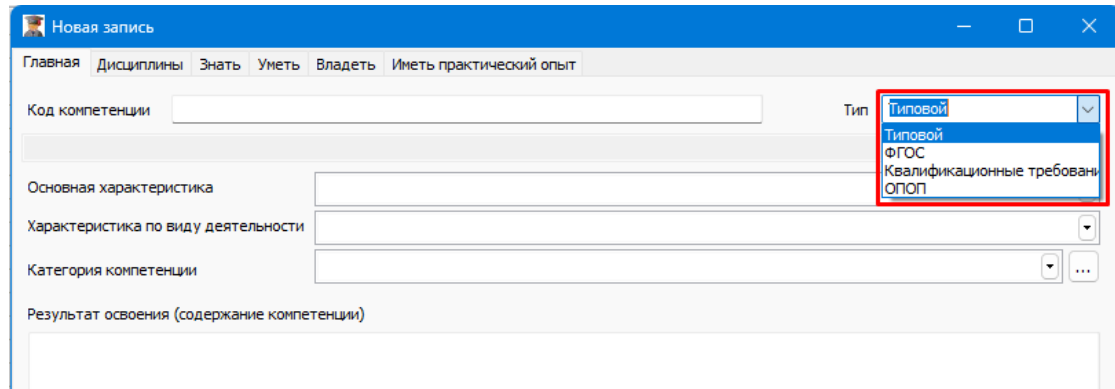 Новая запись
Главная Дисциплины Знать Уметь Владеть Иметь практический опыт
Код компетенции Тип Типовой
Типовой
ФГОС
Квалификационные требовани
ОПОП
Основная характеристика
Характеристика по виду деятельности
Категория компетенции ...
Результат освоения (содержание компетенции)